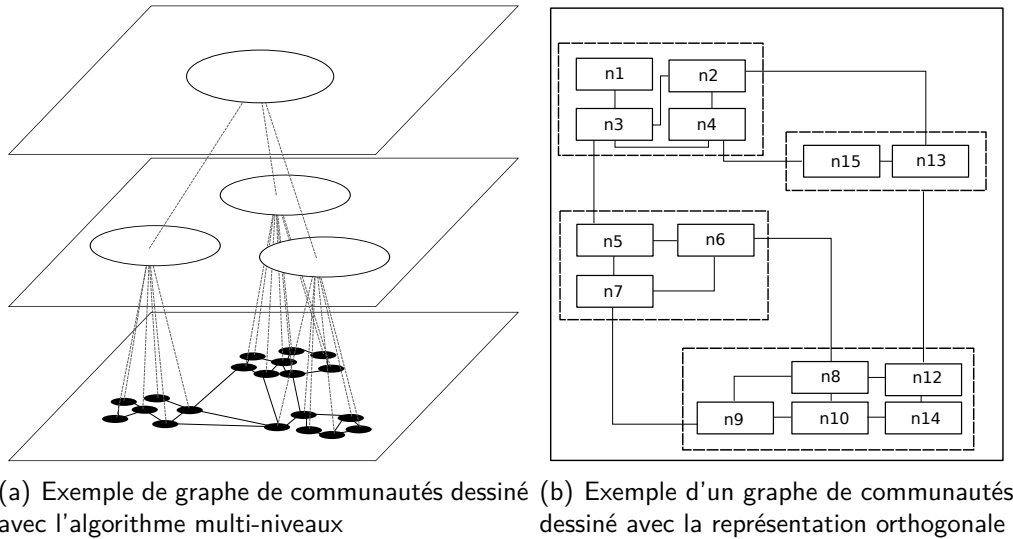 n1
n2
n3
n4
n15
n13
n5
n6
n7
n8
n12
n9
n10
n14
(a) Exemple de graphe de communautés dessiné
avec l'algorithme multi-niveaux
(b) Exemple d'un graphe de communautés
dessiné avec la représentation orthogonale